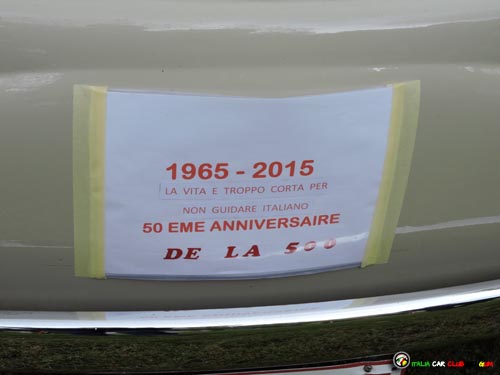 1965 - 2015
LA VITA E TROPPO CORTA PER
NON GUIDARE ITALIANO
50 EME ANNIVERSAIRE
DE LA 500
ITALIA CAR CLUB